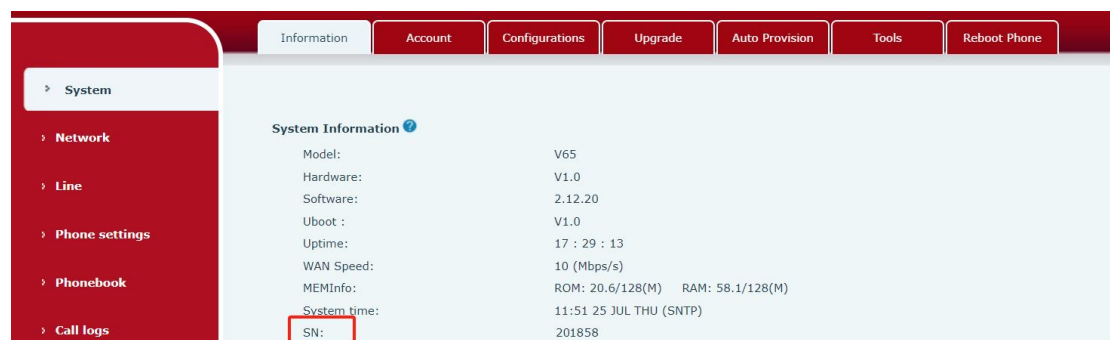 Information Account Configurations Upgrade Auto Provision Tools Reboot Phone
System
Network
Line
Phone settings
Phonebook
Call logs
System Information
Model: V65
Hardware: V1.0
Software: 2.12.20
Uboot : V1.0
Uptime: 17 : 29 : 13
WAN Speed: 10 (Mbps/s)
MEMInfo: ROM: 20.6/128(M) RAM: 58.1/128(M)
System time: 11:51 25 JUL THU (SNTP)
SN: 201858